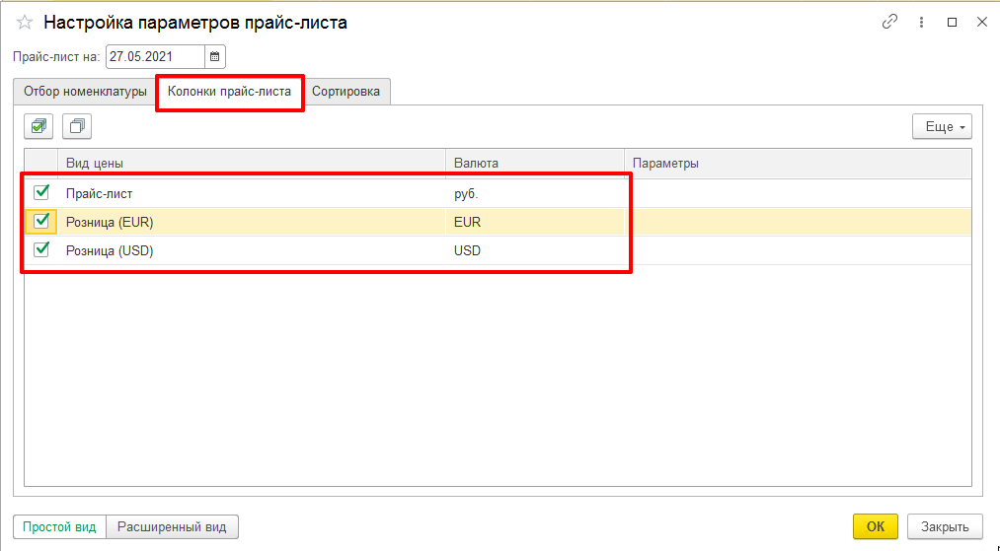 Настройка параметров прайс-листа
Прайс-лист на: 27.05.2021
Отбор номенклатуры Колонки прайс-листа Сортировка
Еще
Вид цены Валюта Параметры
Прайс-лист руб.
Розница (EUR) EUR
Розница (USD) USD
Простой вид Расширенный вид ОК Закрыть